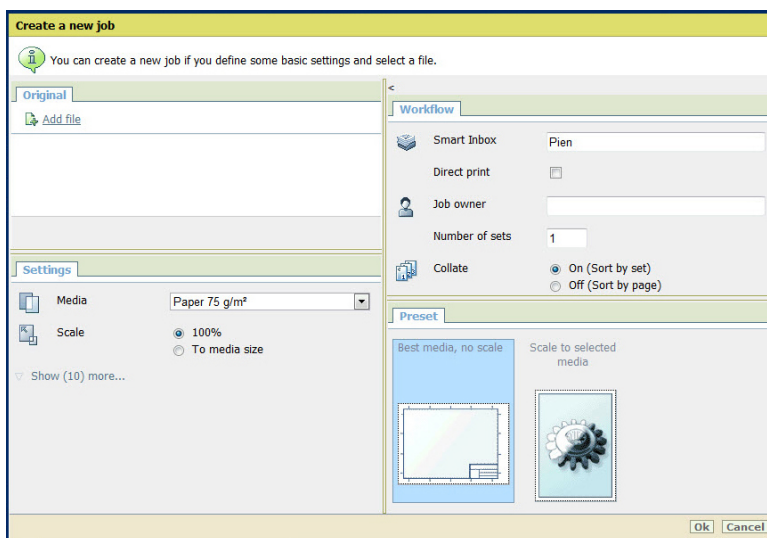 Create a new job
You can create a new job if you define some basic settings and select a file.
Original
Add file
Settings
Media
Paper 75 g/m²
Scale
100%
To media size
Show (10) more...
<
Workflow
Smart Inbox
Pien
Direct print
Job owner
Number of sets
1
Collate
On (Sort by set)
Off (Sort by page)
Preset
Best media, no scale
Scale to selected
media
Ok
Cancel